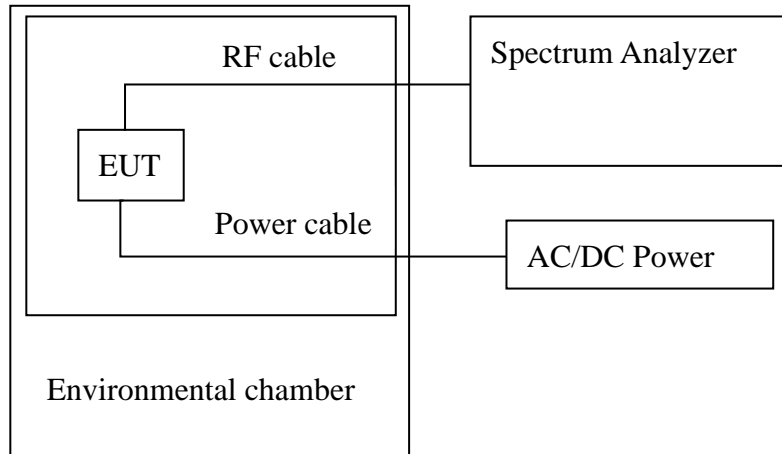 RF cable
Spectrum Analyzer
EUT
Power cable
AC/DC Power
Environmental chamber